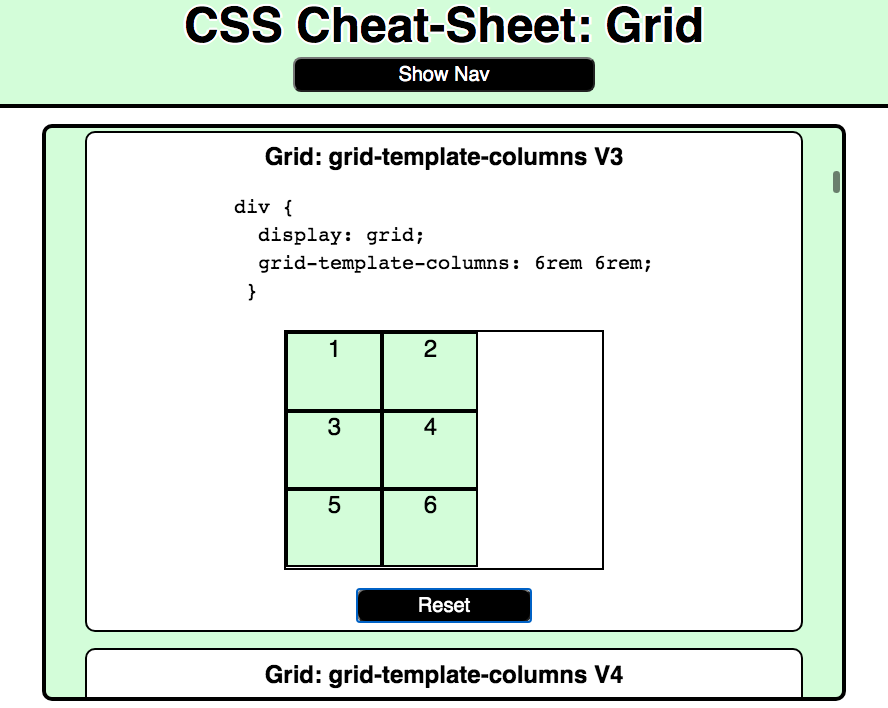 CSS Cheat-Sheet: Grid
Show Nav
Grid: grid-template-columns V3
div {
  display: grid;
  grid-template-columns: 6rem 6rem;
 }
1 2
3 4
5 6
Reset
Grid: grid-template-columns V4